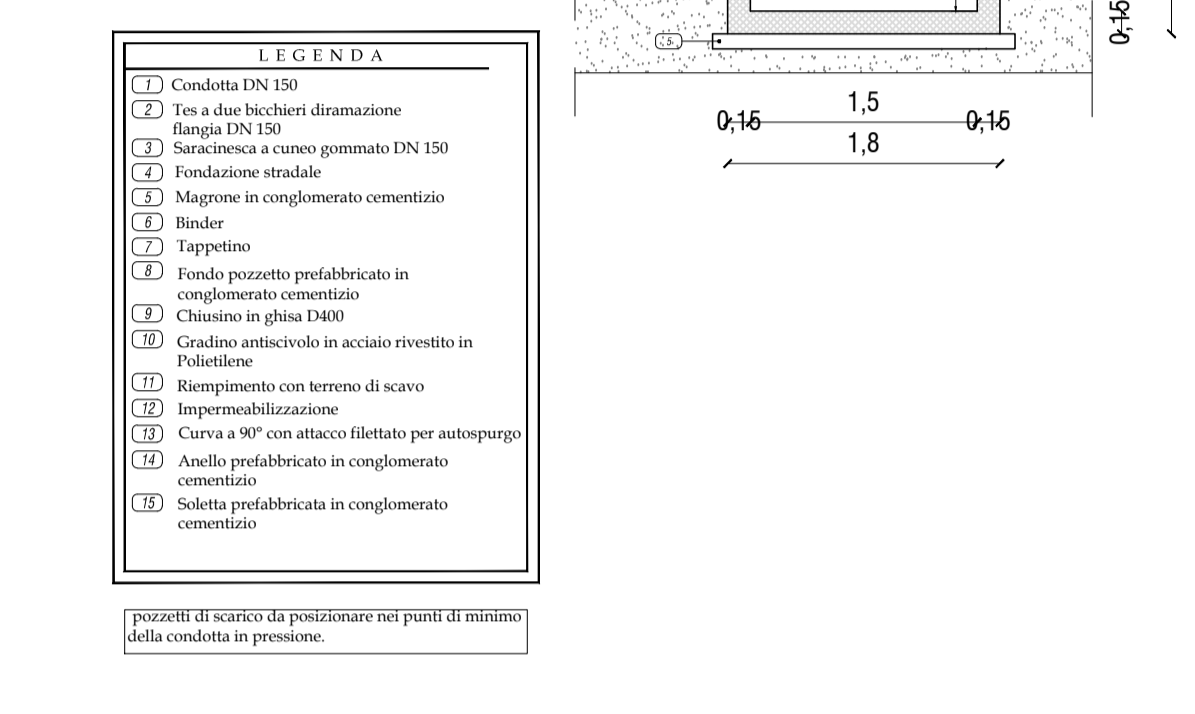 LEGENDA
1 Condotta DN 150
2 Tes a due bicchieri diramazione
flangia DN 150
3 Saracinesca a cuneo gommato DN 150
4 Fondazione stradale
5 Magrone in conglomerato cementizio
6 Binder
7 Tappetino
8 Fondo pozzetto prefabbricato in
conglomerato cementizio
9 Chiusino in ghisa D400
10 Gradino antiscivolo in acciaio rivestito in
Polietilene
11 Riempimento con terreno di scavo
12 Impermeabilizzazione
13 Curva a 90° con attacco filettato per autospurgo
14 Anello prefabbricato in conglomerato
cementizio
15 Soletta prefabbricata in conglomerato
cementizio
pozzetti di scarico da posizionare nei punti di minimo
della condotta in pressione.
5
0,15
1,5
0,15 0,15
1,8